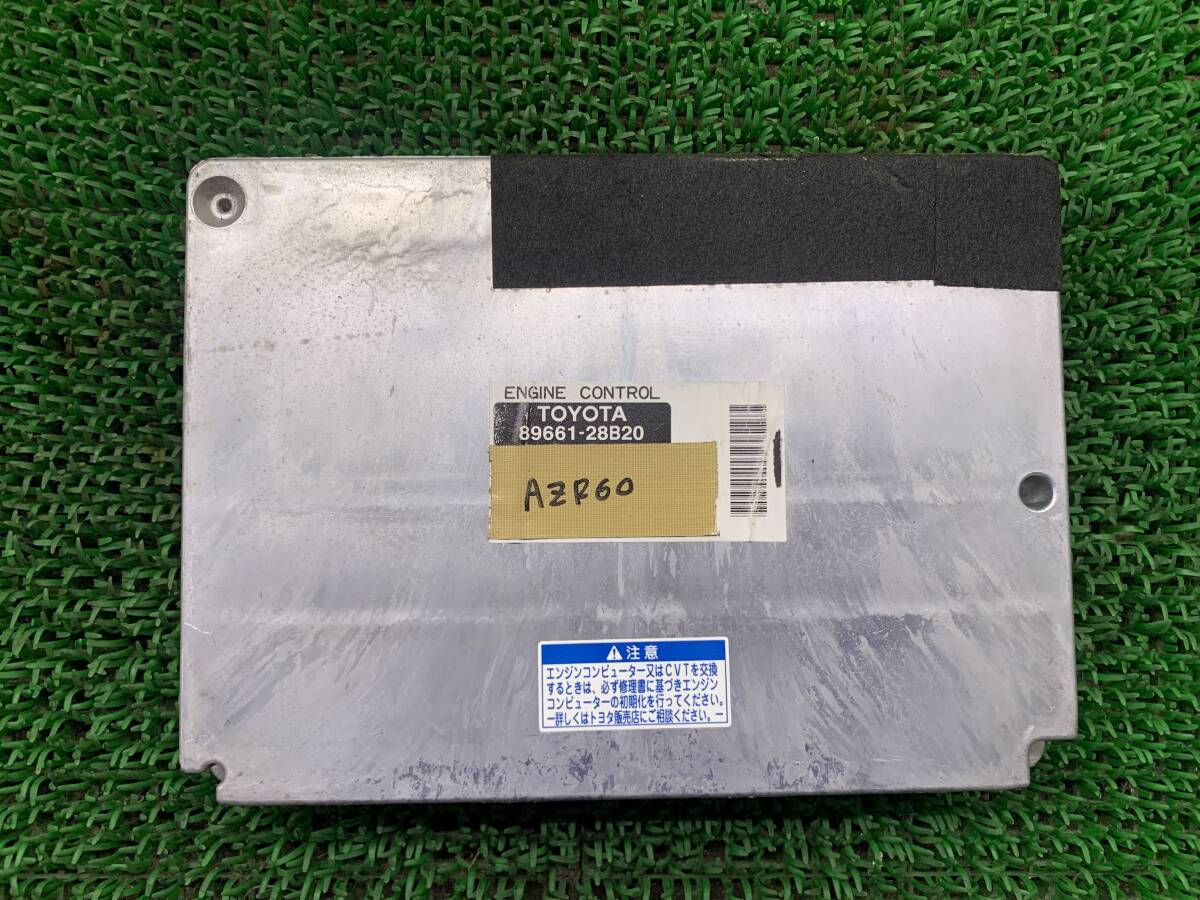 ENGINE CONTROL
TOYOTA
89661-28B20
AZR60
注意
エンジンコンピューター又はCVTを交換
するときは、必ず修理書に基づきエンジン
コンピューターの初期化を行ってください。
ー詳しくはトヨタ販売店にご相談ください。ー